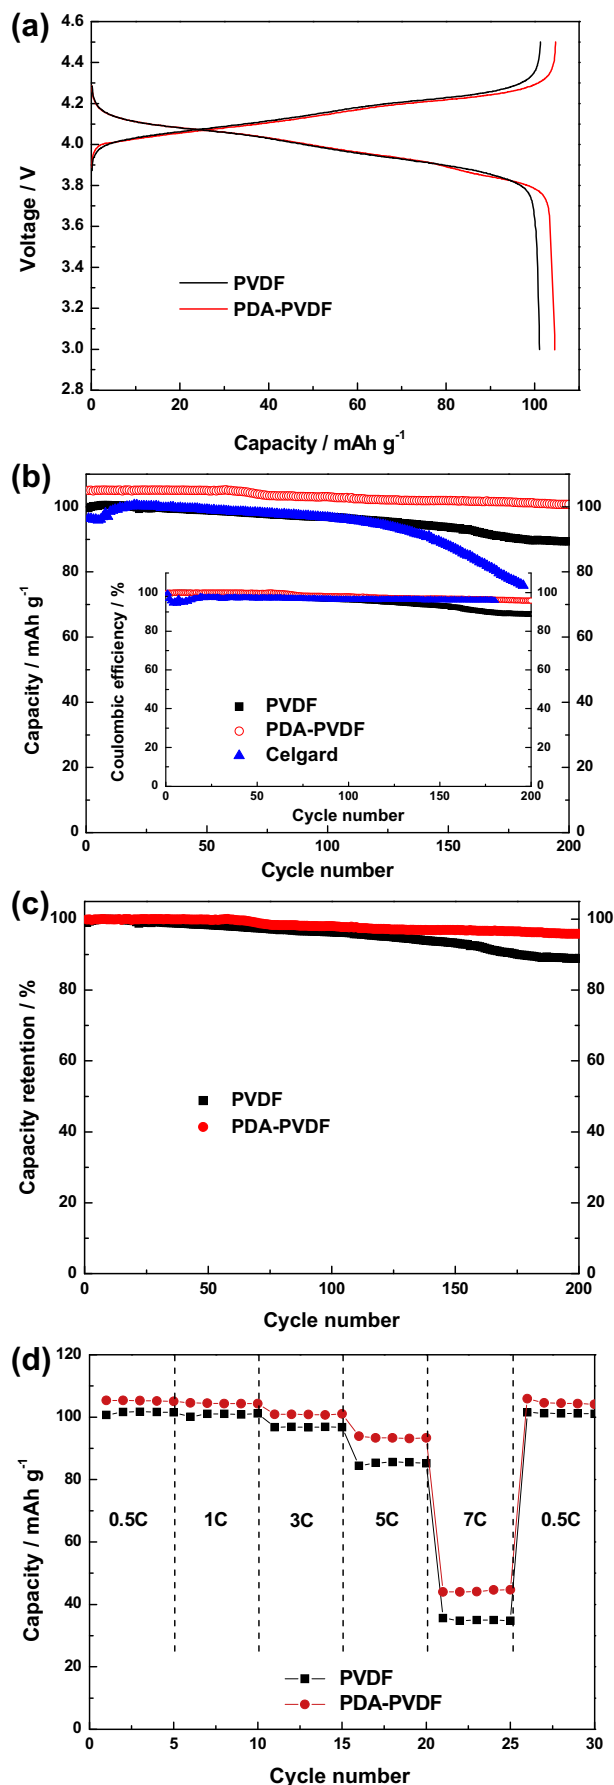 (a)
4.6
4.4
4.2
4.0
3.8
3.6
3.4
3.2
3.0
2.8
Voltage / V
PVDF
PDA-PVDF
0 20 40 60 80 100
Capacity / mAh g-1
(b)
100
80
60
40
20
0
Capacity / mAh g-1
100
80
60
40
20
0
Coulombic efficiency / %
PVDF
PDA-PVDF
Celgard
100
80
60
40
20
0
0 50 100 150 200
Cycle number
100
80
60
40
20
0
0 50 100 150 200
Cycle number
(c)
100
80
60
40
20
0
Capacity retention / %
PVDF
PDA-PVDF
100
80
60
40
20
0
0 50 100 150 200
Cycle number
(d)
120
100
80
60
40
20
0
Capacity / mAh g-1
0.5C 1C 3C 5C 7C 0.5C
PVDF
PDA-PVDF
0 5 10 15 20 25 30
Cycle number